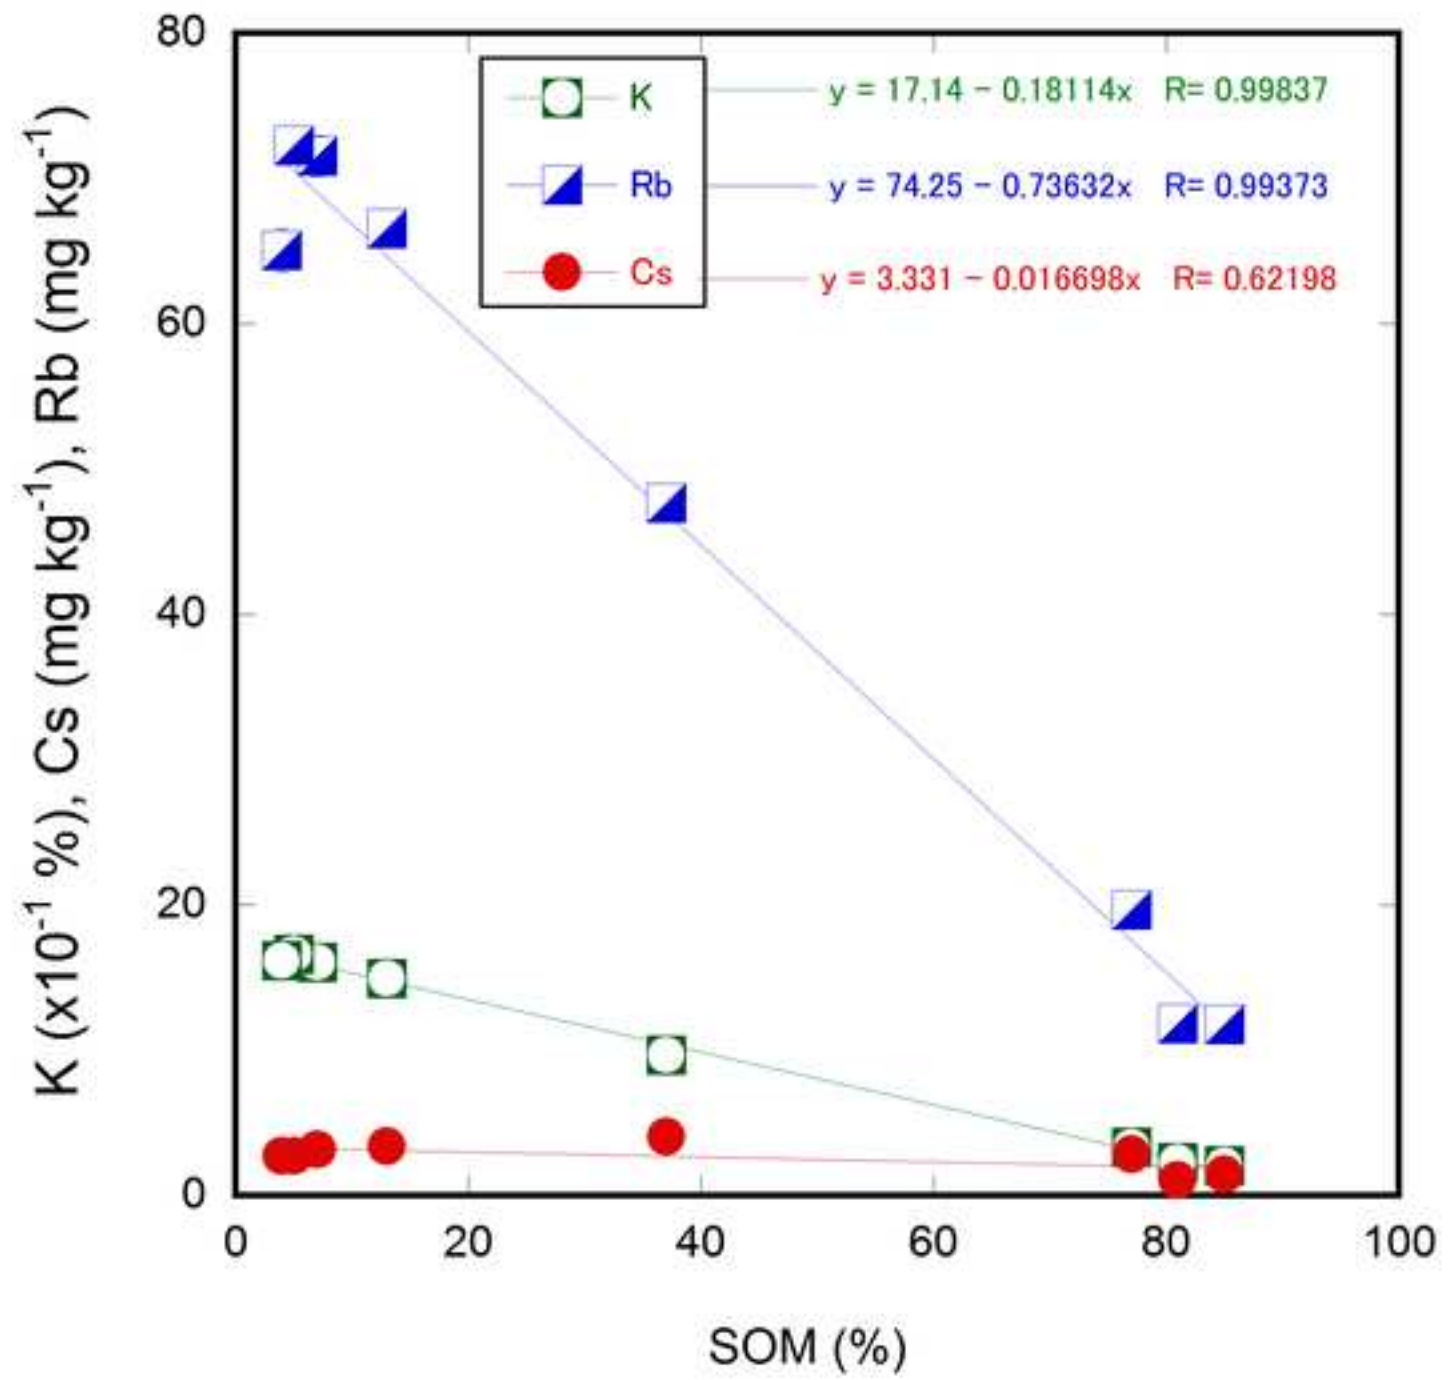 80
60
40
20
0
0 20 40 60 80 100
K (x10-1 %), Cs (mg kg-1), Rb (mg kg-1)
SOM (%)
K y = 17.14 − 0.18114x R= 0.99837
Rb y = 74.25 − 0.73632x R= 0.99373
Cs y = 3.331 − 0.016698x R= 0.62198